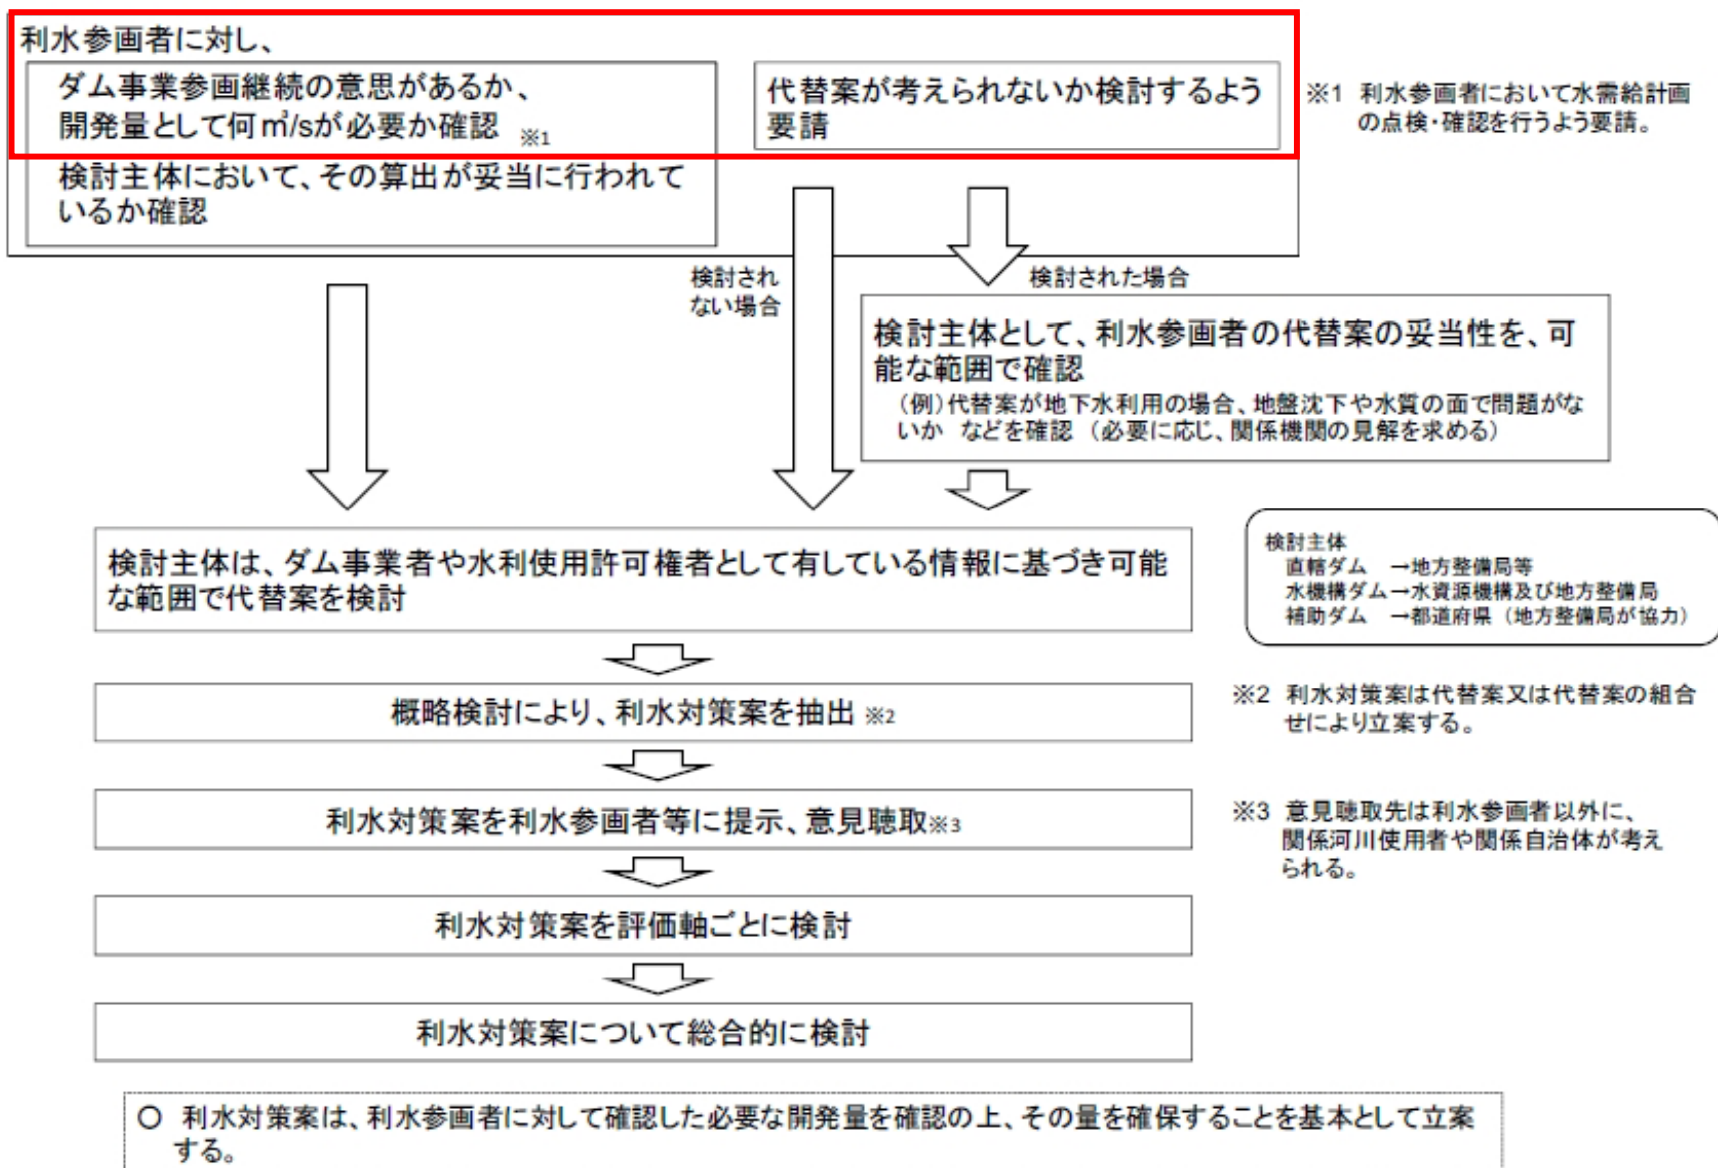 利水参画者に対し、
ダム事業参画継続の意思があるか、
開発量として何㎥/sが必要か確認 ※1
検討主体において、その算出が妥当に行われて
いるか確認
代替案が考えられないか検討するよう
要請
※1 利水参画者において水需給計画
の点検・確認を行うよう要請。
検討され
ない場合
検討された場合
検討主体として、利水参画者の代替案の妥当性を、可
能な範囲で確認
(例)代替案が地下水利用の場合、地盤沈下や水質の面で問題がな
いか などを確認 (必要に応じ、関係機関の見解を求める)
検討主体は、ダム事業者や水利使用許可権者として有している情報に基づき可能
な範囲で代替案を検討
検討主体
直轄ダム →地方整備局等
水機構ダム→水資源機構及び地方整備局
補助ダム →都道府県(地方整備局が協力)
概略検討により、利水対策案を抽出 ※2
※2 利水対策案は代替案又は代替案の組合
せにより立案する。
利水対策案を利水参画者等に提示、意見聴取※3
※3 意見聴取先は利水参画者以外に、
関係河川使用者や関係自治体が考え
られる。
利水対策案を評価軸ごとに検討
利水対策案について総合的に検討
○ 利水対策案は、利水参画者に対して確認した必要な開発量を確認の上、その量を確保することを基本として立案
する。